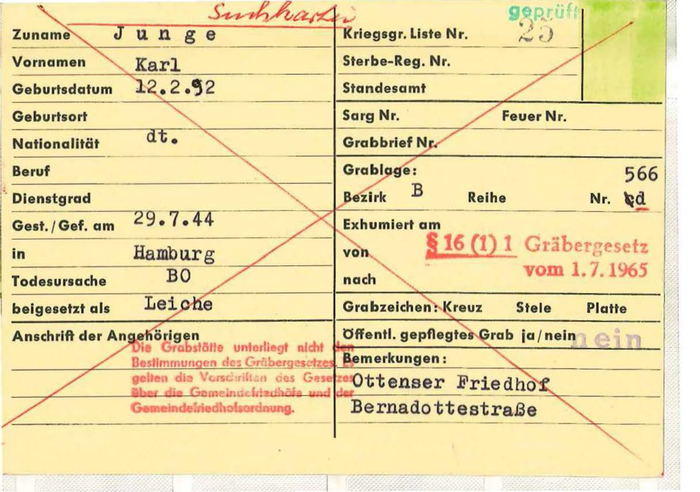 Suchkartei
geprüft
Zuname Junge
Kriegsgr. Liste Nr. 25
Vornamen Karl
Sterbe-Reg. Nr.
Geburtsdatum 12.2.92
Standesamt
Geburtsort
Sarg Nr. Feuer Nr.
Nationalität dt.
Grabbrief Nr.
Beruf
Grablage: 566
Dienstgrad
Bezirk B Reihe Nr. d
Gest./Gef. am 29.7.44
Exhumiert am
in Hamburg
von
§ 16 (1) 1 Gräbergesetz
vom 1.7.1965
Todesursache BO
nach
beigesetzt als Leiche
Grabzeichen: Kreuz Stele Platte
Anschrift der Angehörigen
Öffentl. gepflegtes Grab ja/nein nein
Die Grabstätte unterliegt nicht den
Bestimmungen des Gräbergesetzes. Es
gelten die Vorschriften des Gesetzes
über die Gemeindefriedhöfe und der
Gemeindefriedhofsordnung.
Bemerkungen:
Ottenser Friedhof
Bernadottestraße